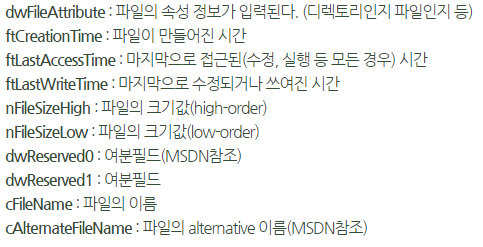 dwFileAttribute : 파일의 속성 정보가 입력된다. (디렉토리인지 파일인지 등)
ftCreationTime : 파일이 만들어진 시간
ftLastAccessTime : 마지막으로 접근된(수정, 실행 등 모든 경우) 시간
ftLastWriteTime : 마지막으로 수정되거나 쓰여진 시간
nFileSizeHigh : 파일의 크기값(high-order)
nFileSizeLow : 파일의 크기값(low-order)
dwReserved0 : 여분필드(MSDN참조)
dwReserved1 : 여분필드
cFileName : 파일의 이름
cAlternateFileName : 파일의 alternative 이름(MSDN참조)